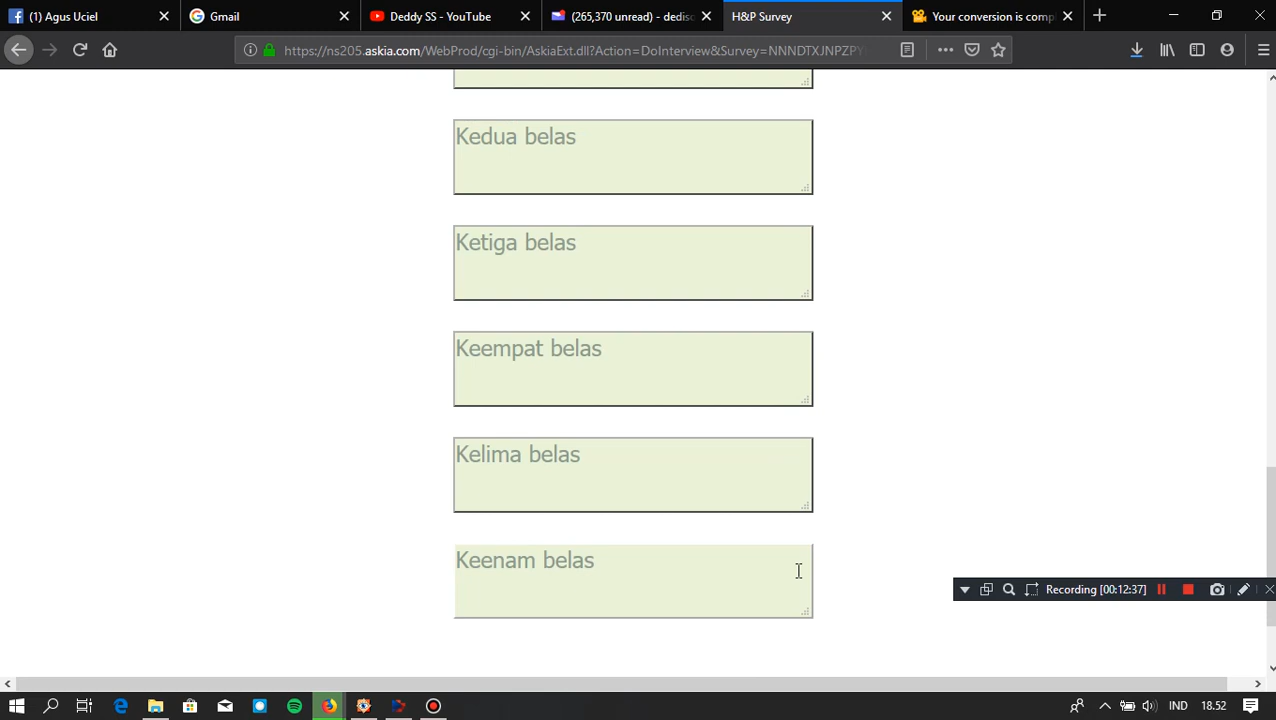 (1) Agus Uciel
Gmail
Deddy SS - YouTube
(265,370 unread) - dedisc
H&P Survey
Your conversion is comp
https://ns205.askia.com/WebProd/cgi-bin/AskiaExt.dll?Action=DoInterview&Survey=NNNDTXJNPZPY
Kedua belas
Ketiga belas
Keempat belas
Kelima belas
Keenam belas
Recording [00:12:37]
IND
18.52